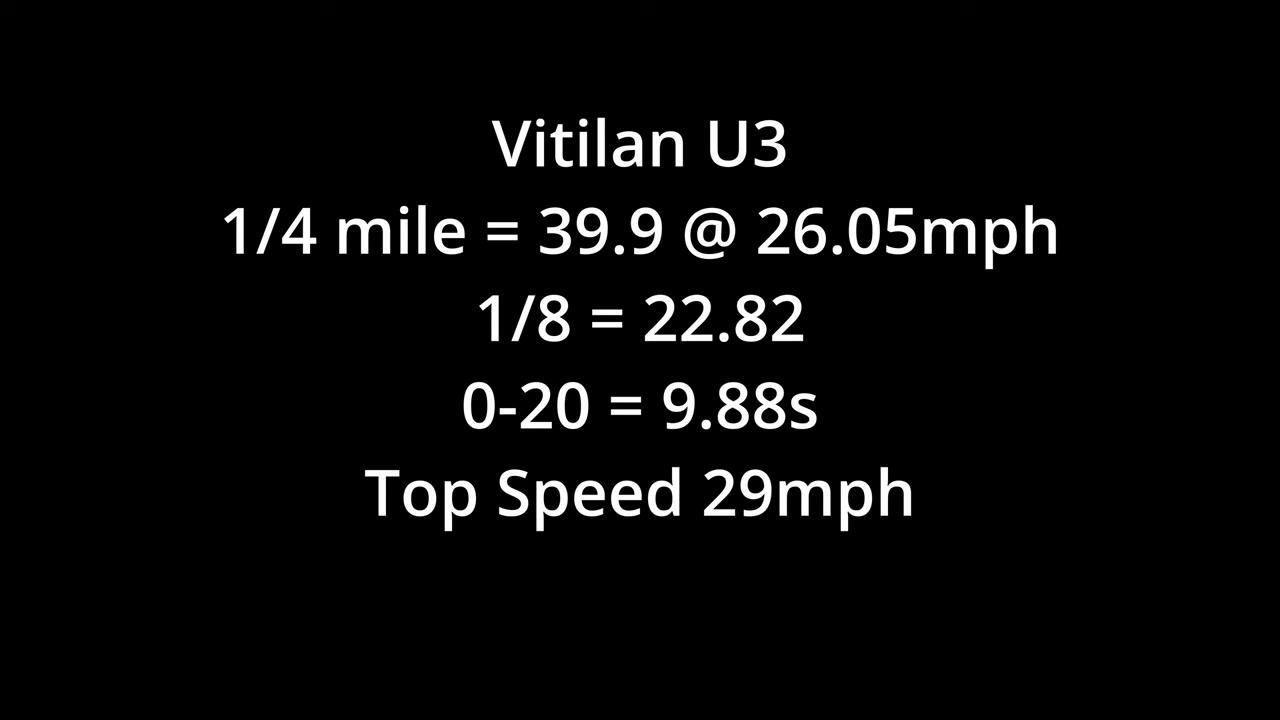 Vitilan U3
1/4 mile = 39.9 @ 26.05mph
1/8 = 22.82
0-20 = 9.88s
Top Speed 29mph